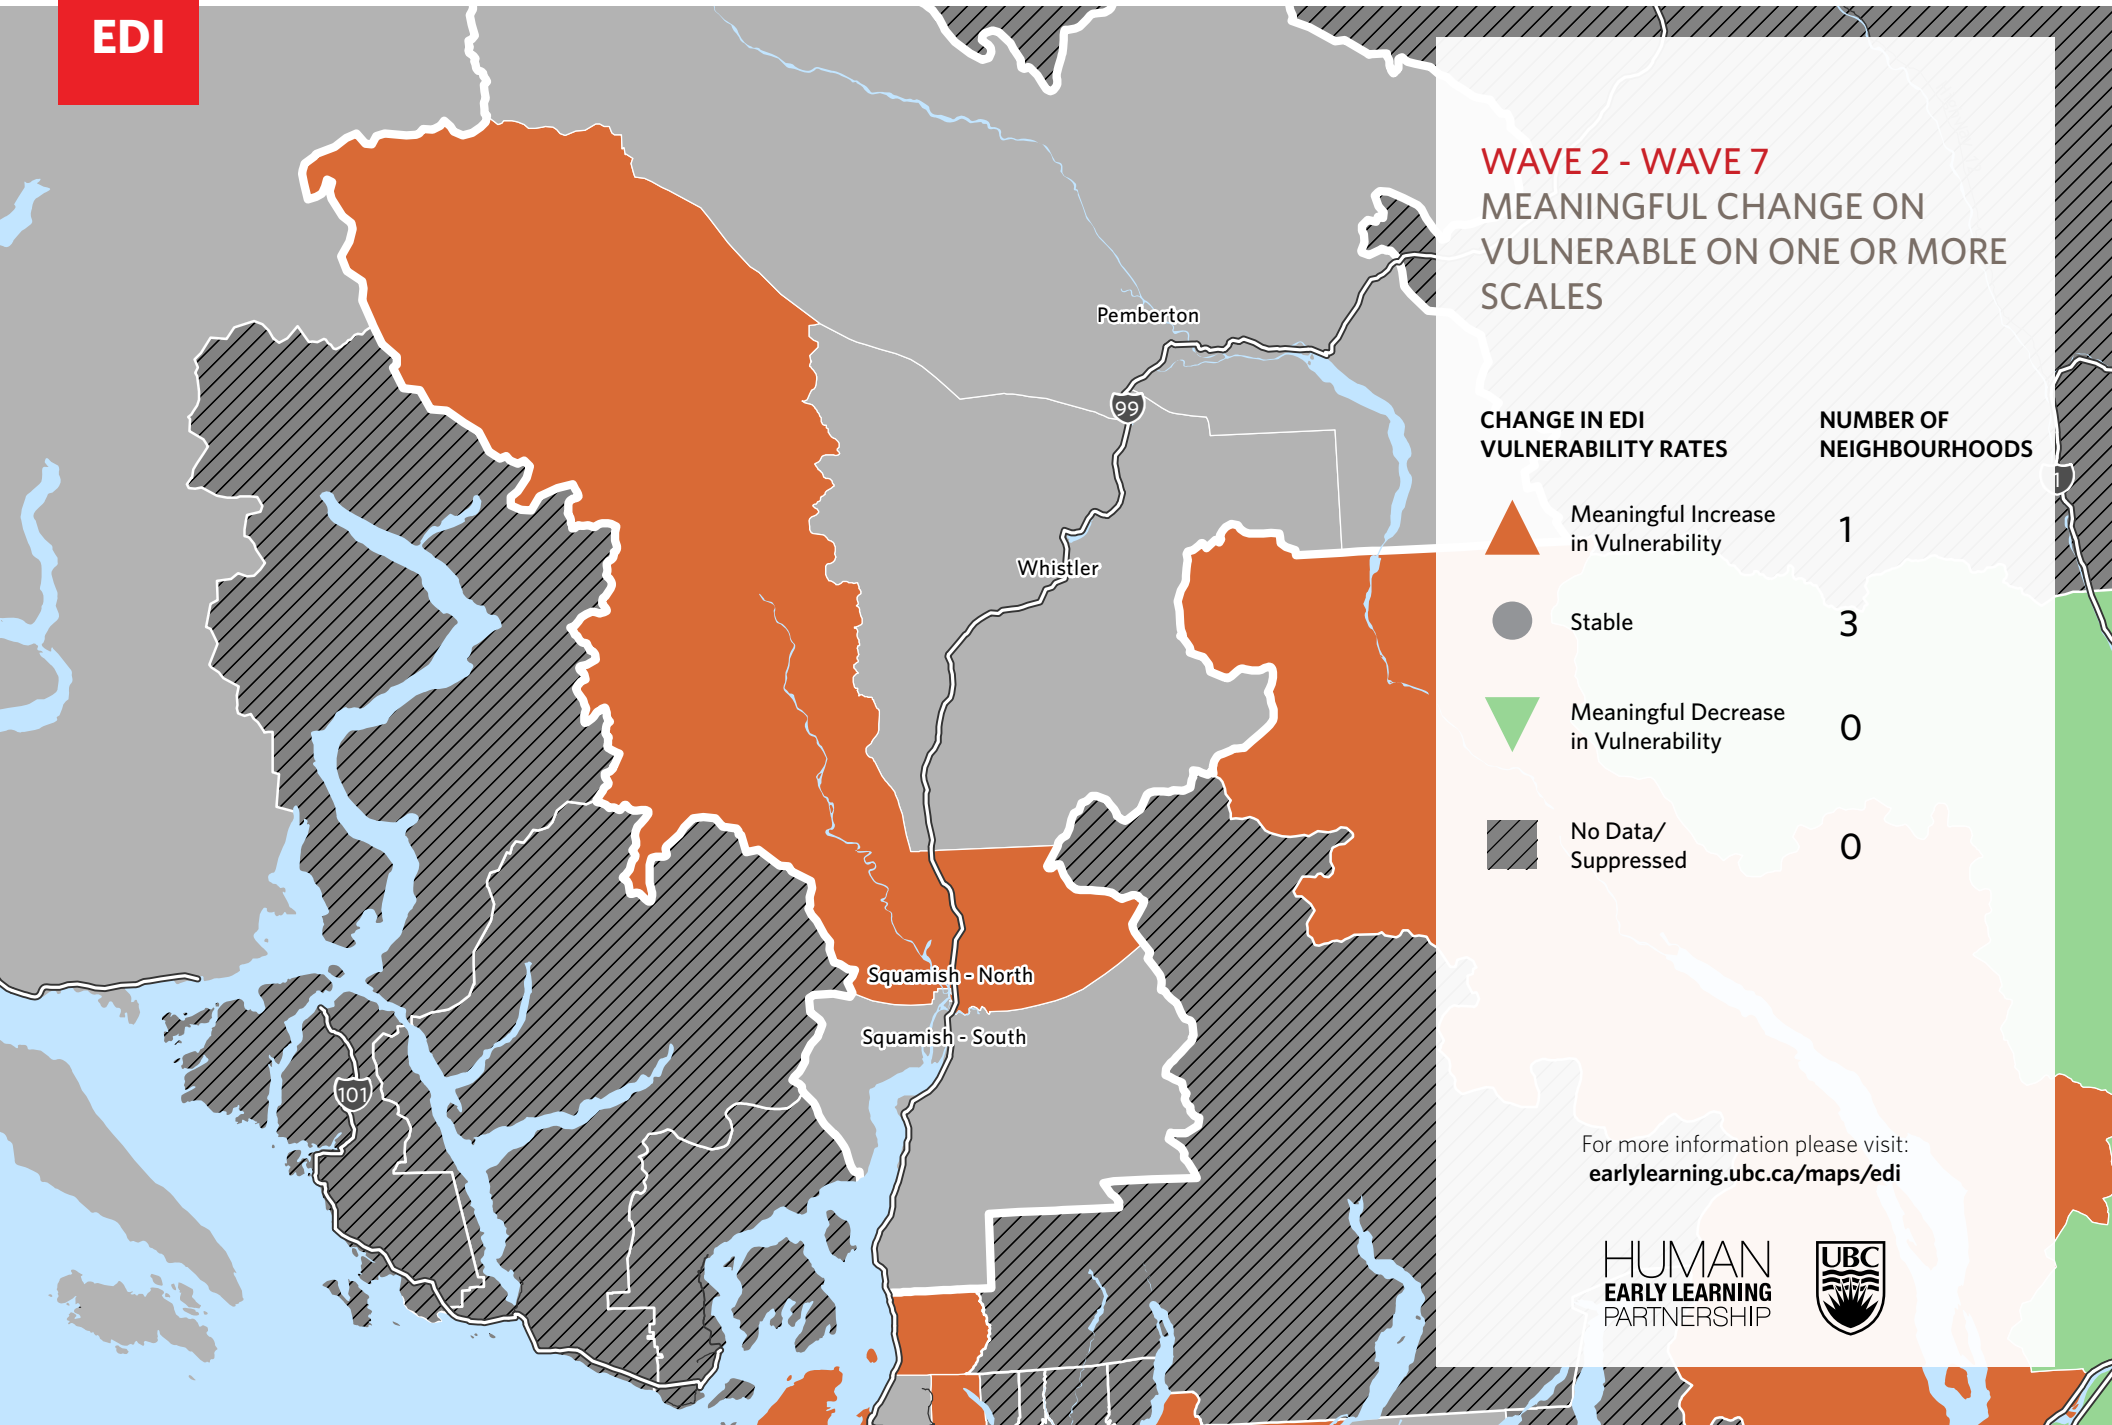 EDI
WAVE 2 - WAVE 7
MEANINGFUL CHANGE ON
VULNERABLE ON ONE OR MORE
SCALES
CHANGE IN EDI
VULNERABILITY RATES
NUMBER OF
NEIGHBOURHOODS
Meaningful Increase
in Vulnerability
1
Stable
3
Meaningful Decrease
in Vulnerability
0
No Data/
Suppressed
0
For more information please visit:
earlylearning.ubc.ca/maps/edi
HUMAN
EARLY LEARNING
PARTNERSHIP
UBC
Pemberton
99
Whistler
Squamish - North
Squamish - South
101
1